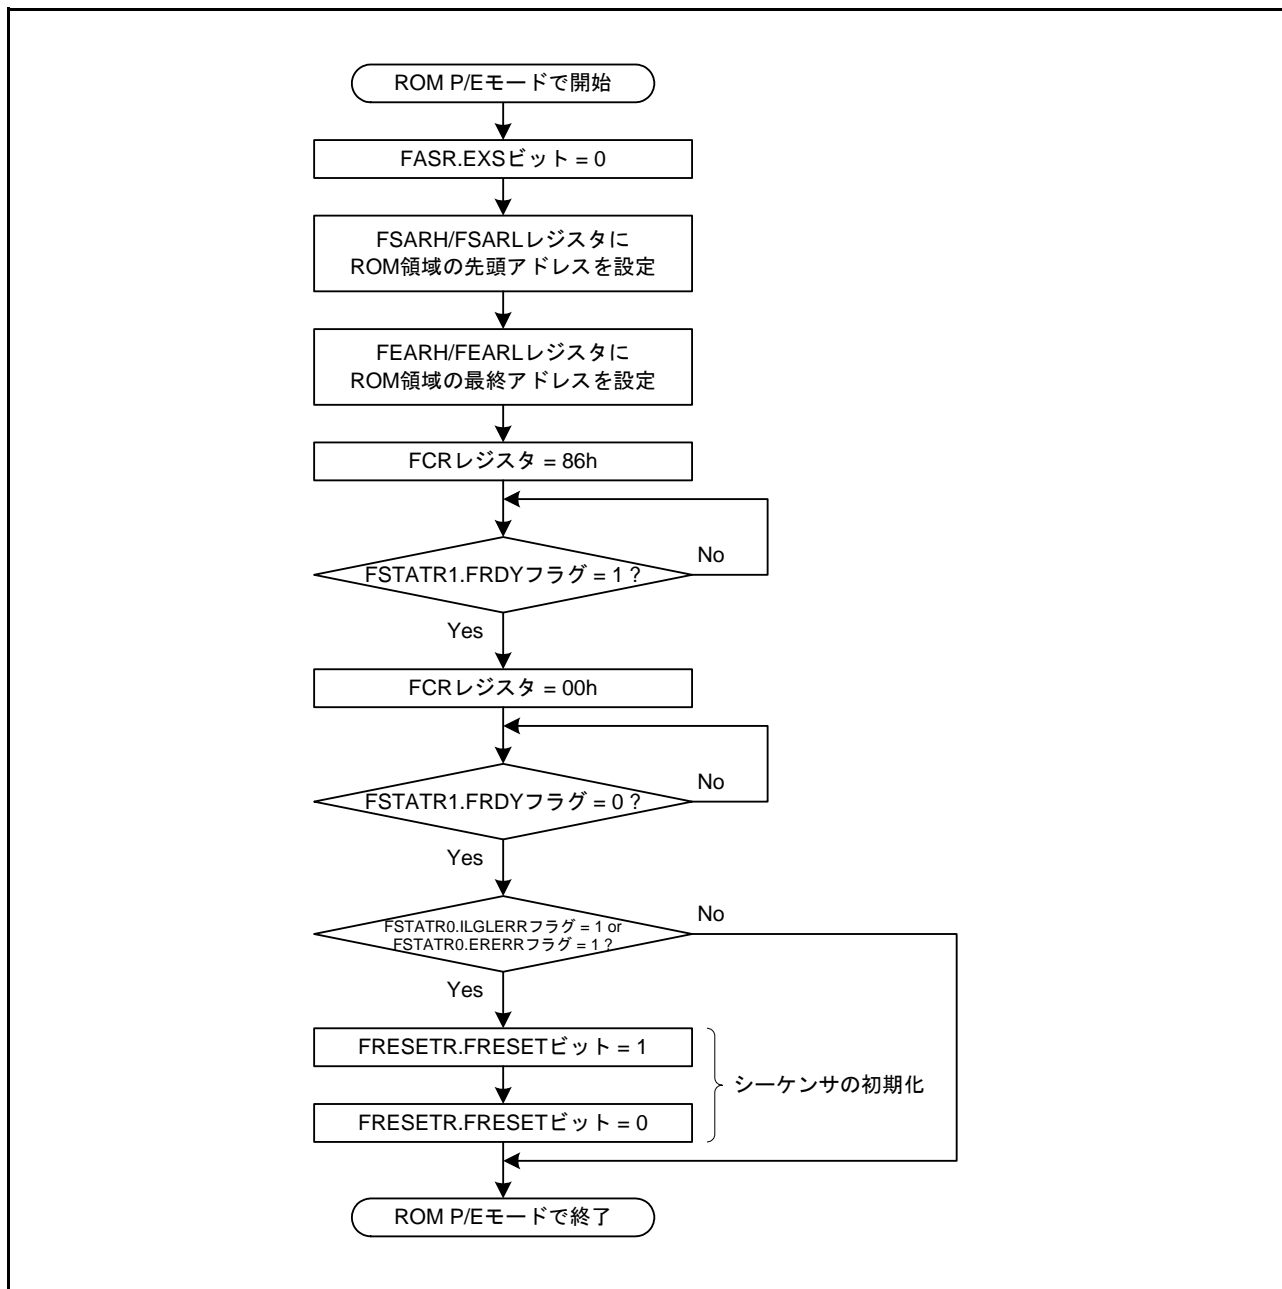 ROM P/Eモードで開始
FASR.EXSビット = 0
FSARH/FSARLレジスタに
ROM領域の先頭アドレスを設定
FEARH/FEARLレジスタに
ROM領域の最終アドレスを設定
FCRレジスタ = 86h
FSTATR1.FRDYフラグ = 1 ?
No
Yes
FCRレジスタ = 00h
FSTATR1.FRDYフラグ = 0 ?
No
Yes
FSTATR0.ILGLERRフラグ = 1 or
FSTATR0.ERERRフラグ = 1 ?
No
Yes
FRESETR.FRESETビット = 1
シーケンサの初期化
FRESETR.FRESETビット = 0
ROM P/Eモードで終了